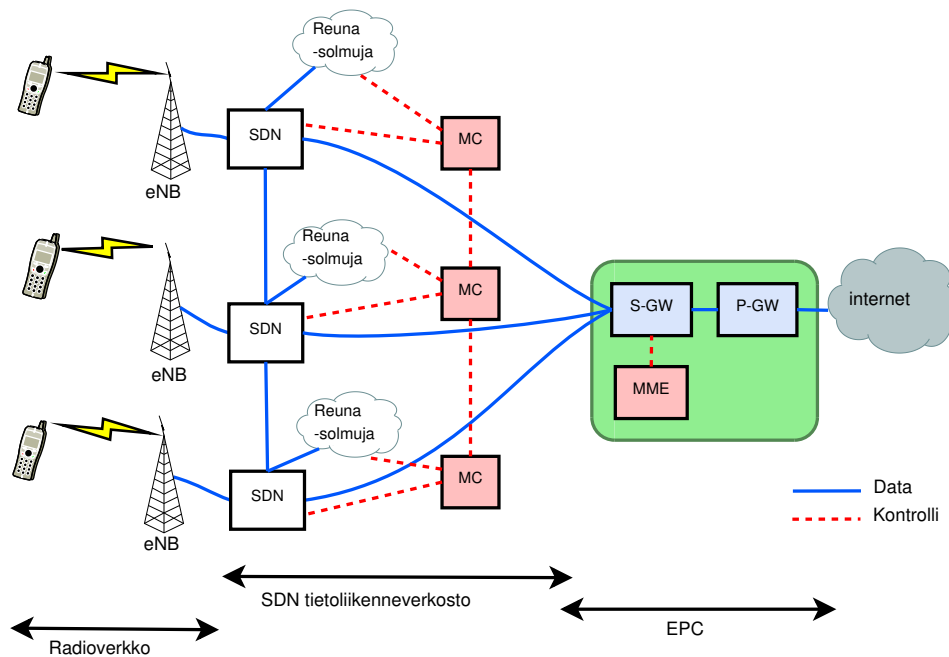 Reuna
-solmuja
SDN
MC
eNB
Reuna
-solmuja
SDN
MC
eNB
S-GW
P-GW
internet
MME
Reuna
-solmuja
SDN
MC
eNB
Data
Kontrolli
SDN tietoliikenneverkosto
EPC
Radioverkko